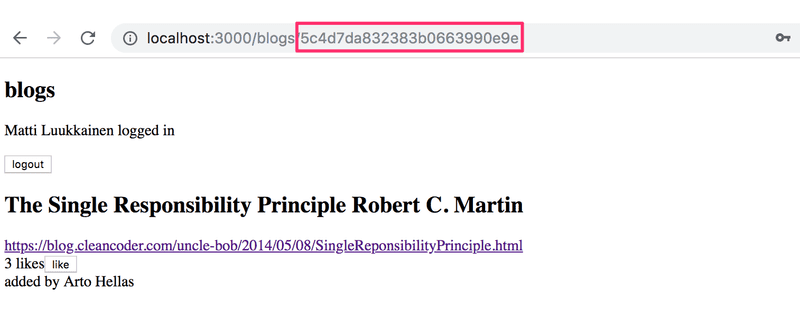 localhost:3000/blogs/5c4d7da832383b0663990e9e
blogs
Matti Luukkainen logged in
logout
The Single Responsibility Principle Robert C. Martin
https://blog.cleancoder.com/uncle-bob/2014/05/08/SingleReponsibilityPrinciple.html
3 likes like
added by Arto Hellas